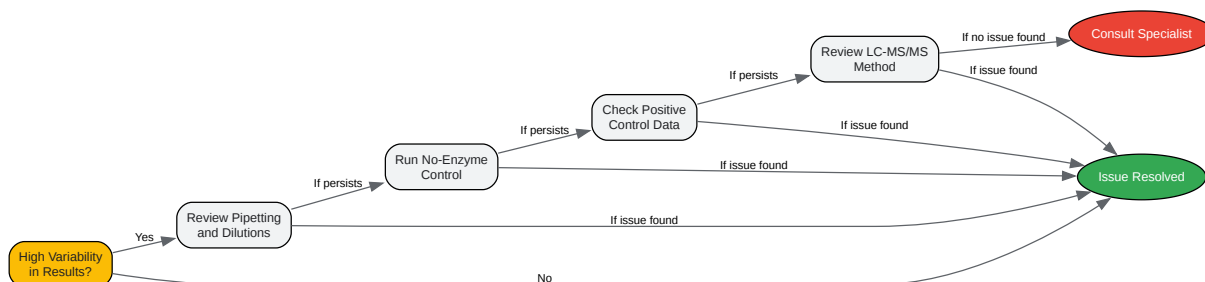 If no issue found
Consult Specialist
Review LC-MS/MS
Method
If issue found
If persists
Check Positive
Control Data
If issue found
If persists
Run No-Enzyme
Control
If issue found
Issue Resolved
If persists
Review Pipetting
and Dilutions
If issue found
Yes
High Variability
in Results?
No